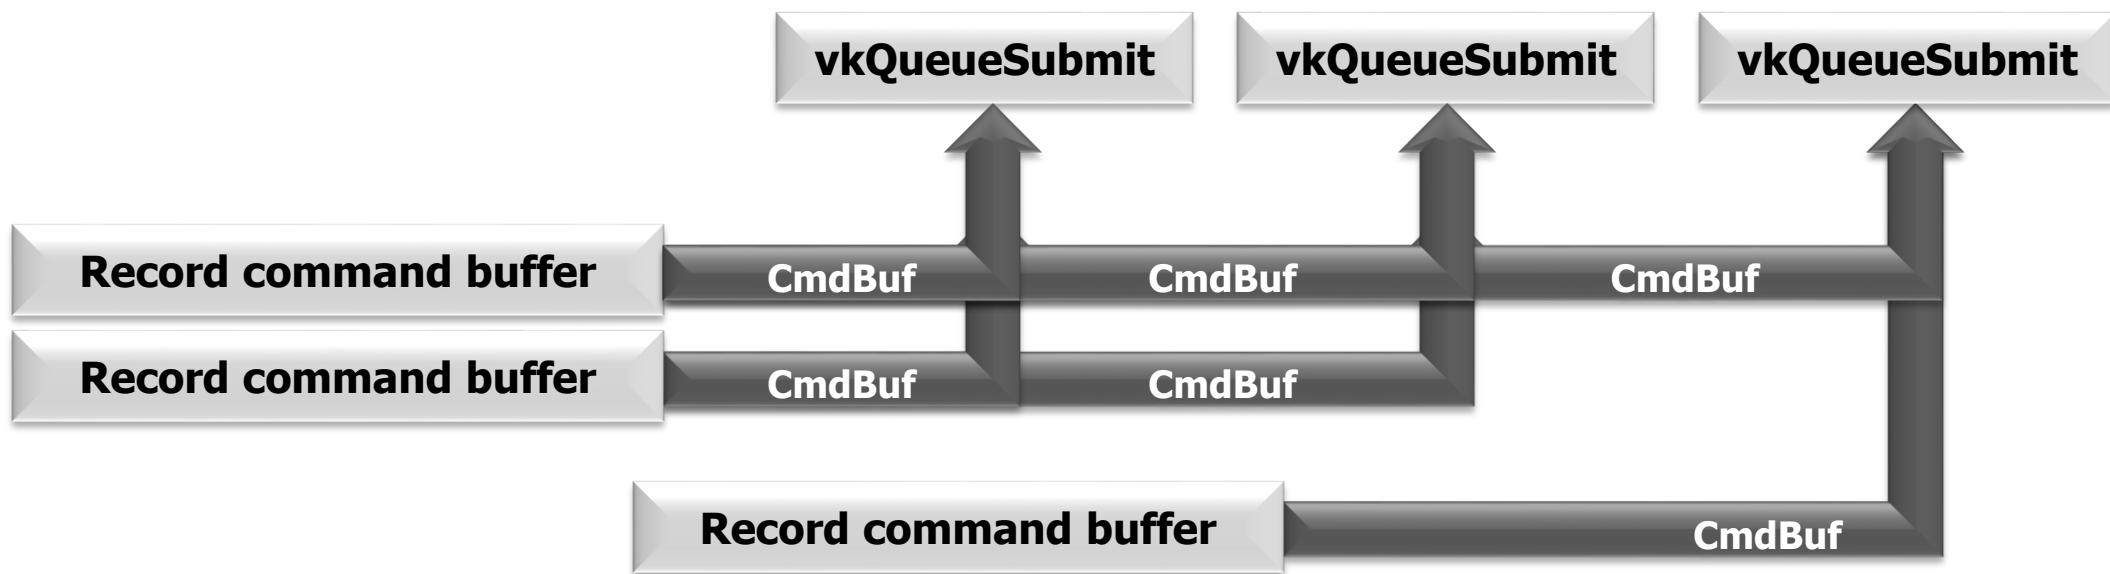 vkQueueSubmit
vkQueueSubmit
vkQueueSubmit
Record command buffer
CmdBuf
CmdBuf
CmdBuf
Record command buffer
CmdBuf
CmdBuf
Record command buffer
CmdBuf